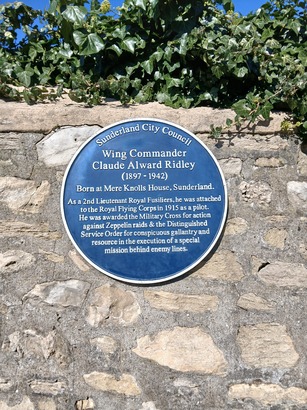 Sunderland City Council
Wing Commander
Claude Alward Ridley
(1897 - 1942)
Born at Mere Knolls House, Sunderland.
As a 2nd Lieutenant Royal Fusiliers, he was attached
to the Royal Flying Corps in 1915 as a pilot.
He was awarded the Military Cross for action
against Zeppelin raids & the Distinguished
Service Order for conspicuous gallantry and
resource in the execution of a special
mission behind enemy lines.